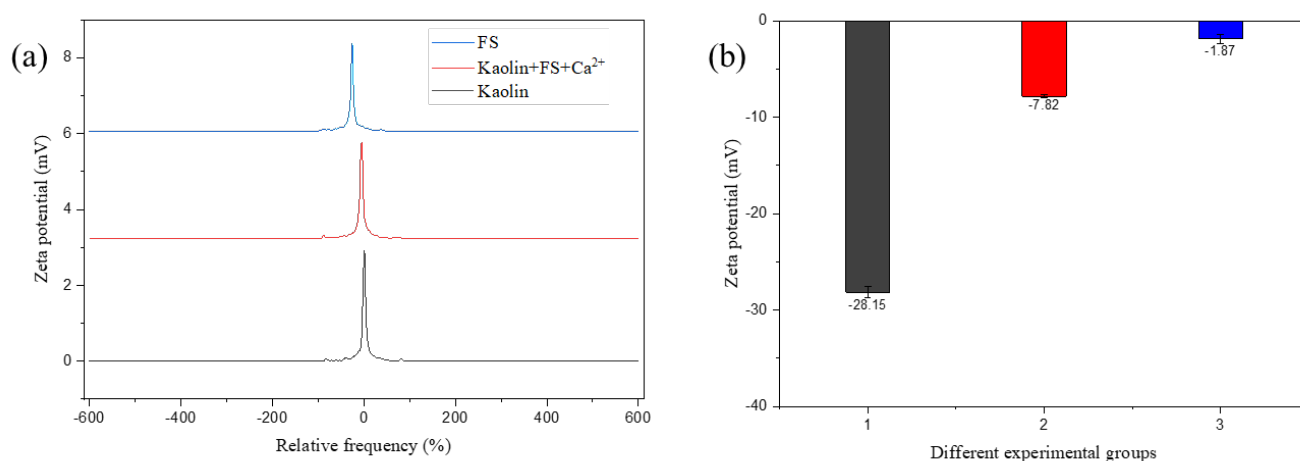 (a)
8
6
4
2
0
Zeta potential (mV)
FS
Kaolin+FS+Ca²⁺
Kaolin
-600 -400 -200 0 200 400 600
Relative frequency (%)
(b)
0
-10
-20
-30
-40
Zeta potential (mV)
-28.15
-7.82
-1.87
1 2 3
Different experimental groups